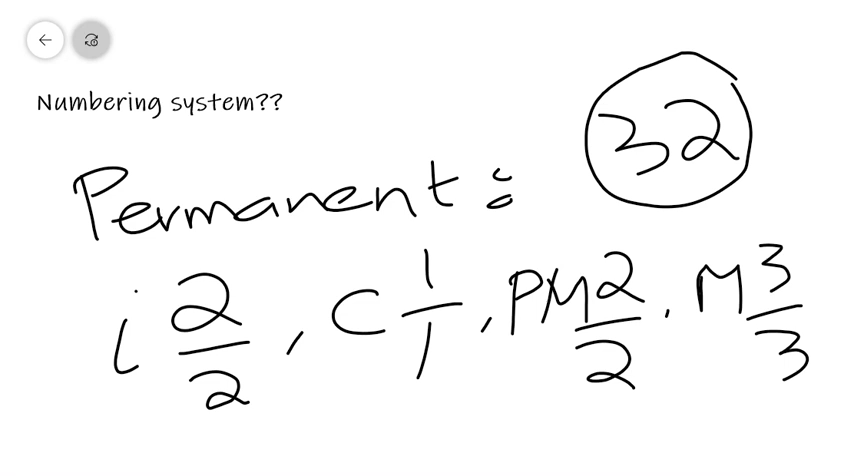 Numbering system??
32
Permanent:
i 2/2, C 1/1, PM 2/2, M 3/3